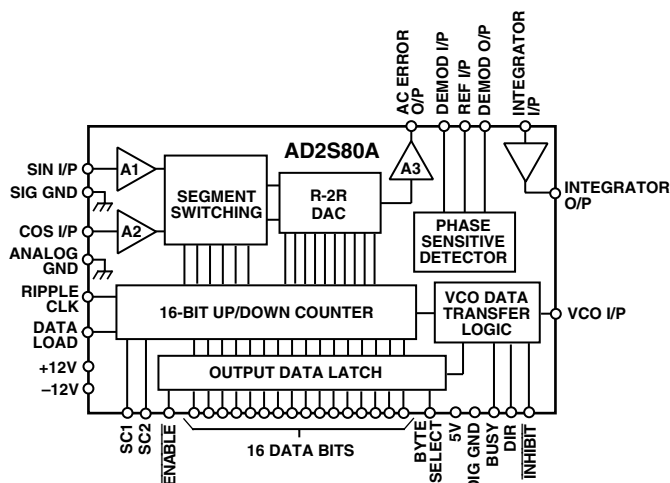 AC ERROR
O/P
DEMOD I/P
REF I/P
DEMOD O/P
INTEGRATOR
I/P
AD2S80A
SIN I/P
A1
SIG GND
COS I/P
A2
ANALOG
GND
SEGMENT
SWITCHING
R-2R
DAC
A3
PHASE
SENSITIVE
DETECTOR
INTEGRATOR
O/P
RIPPLE
CLK
DATA
LOAD
16-BIT UP/DOWN COUNTER
VCO DATA
TRANSFER
LOGIC
VCO I/P
OUTPUT DATA LATCH
+12V
–12V
SC1
SC2
ENABLE
16 DATA BITS
BYTE
SELECT
5V
DIG GND
BUSY
DIR
INHIBIT